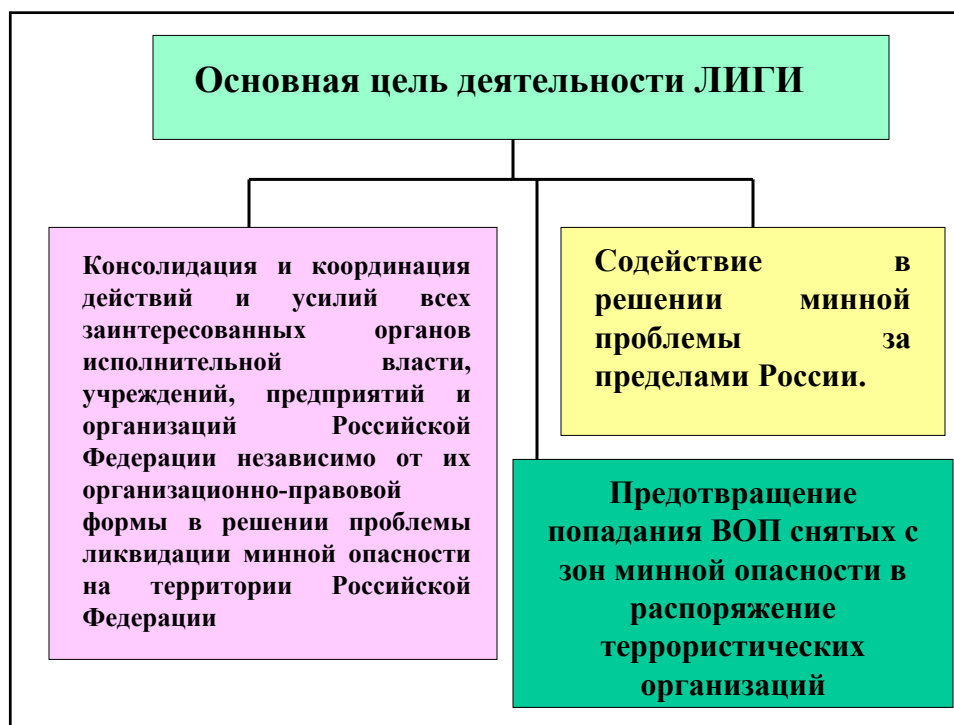 Основная цель деятельности ЛИГИ
Консолидация и координация
действий и усилий всех
заинтересованных органов
исполнительной власти,
учреждений, предприятий и
организаций Российской
Федерации независимо от их
организационно-правовой
формы в решении проблемы
ликвидации минной опасности
на территории Российской
Федерации
Содействие в
решении минной
проблемы за
пределами России.
Предотвращение
попадания ВОП снятых с
зон минной опасности в
распоряжение
террористических
организаций